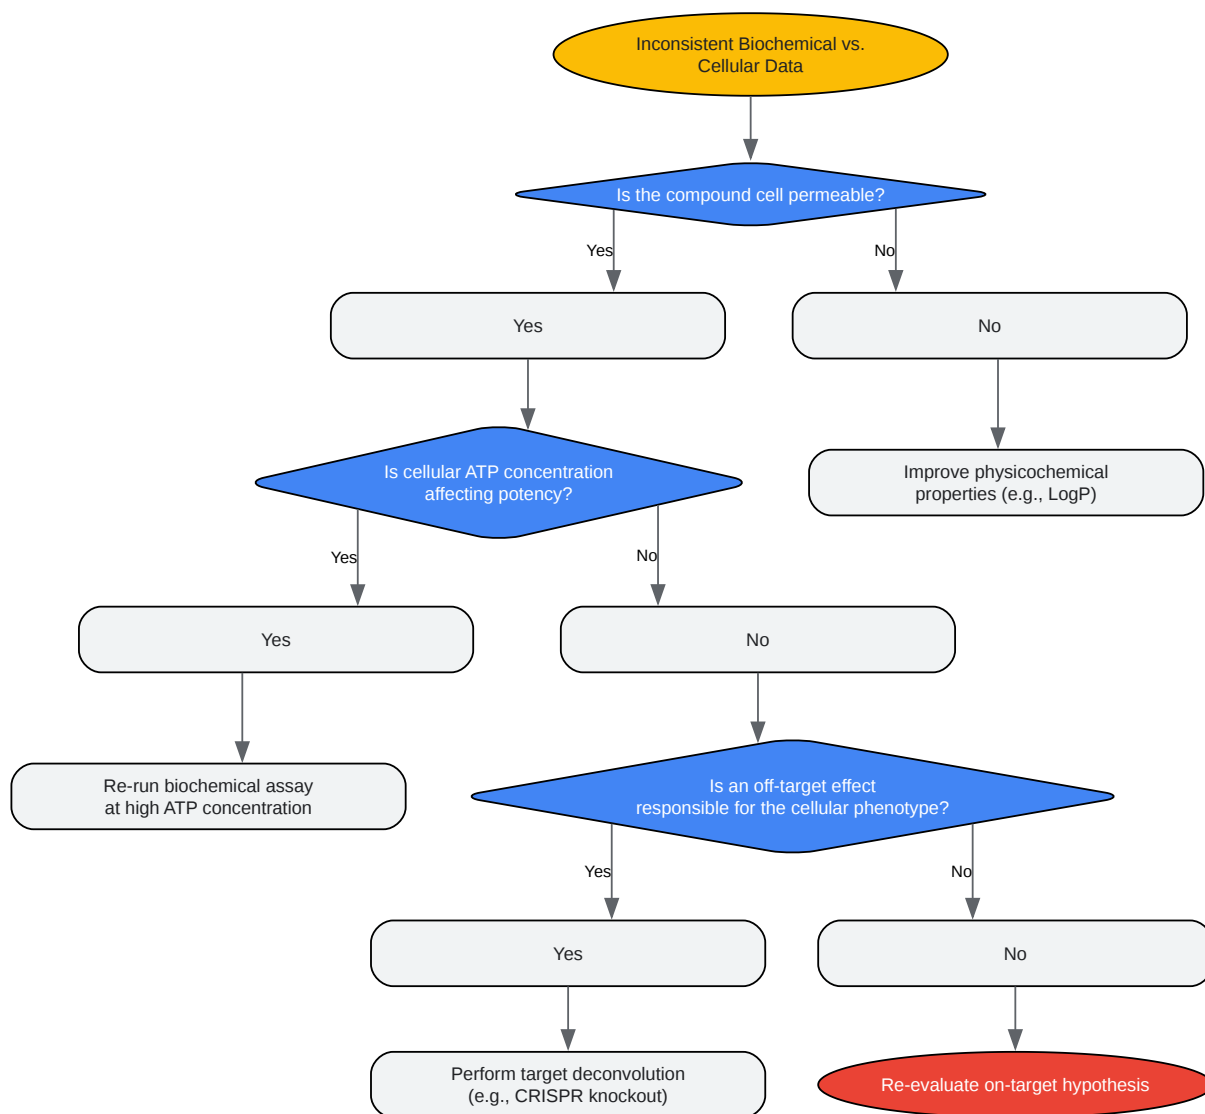 Inconsistent Biochemical vs.
Cellular Data
Is the compound cell permeable?
Yes
No
Yes
No
Is cellular ATP concentration
affecting potency?
Improve physicochemical
properties (e.g., LogP)
Yes
No
Yes
No
Re-run biochemical assay
at high ATP concentration
Is an off-target effect
responsible for the cellular phenotype?
Yes
No
Yes
No
Perform target deconvolution
(e.g., CRISPR knockout)
Re-evaluate on-target hypothesis